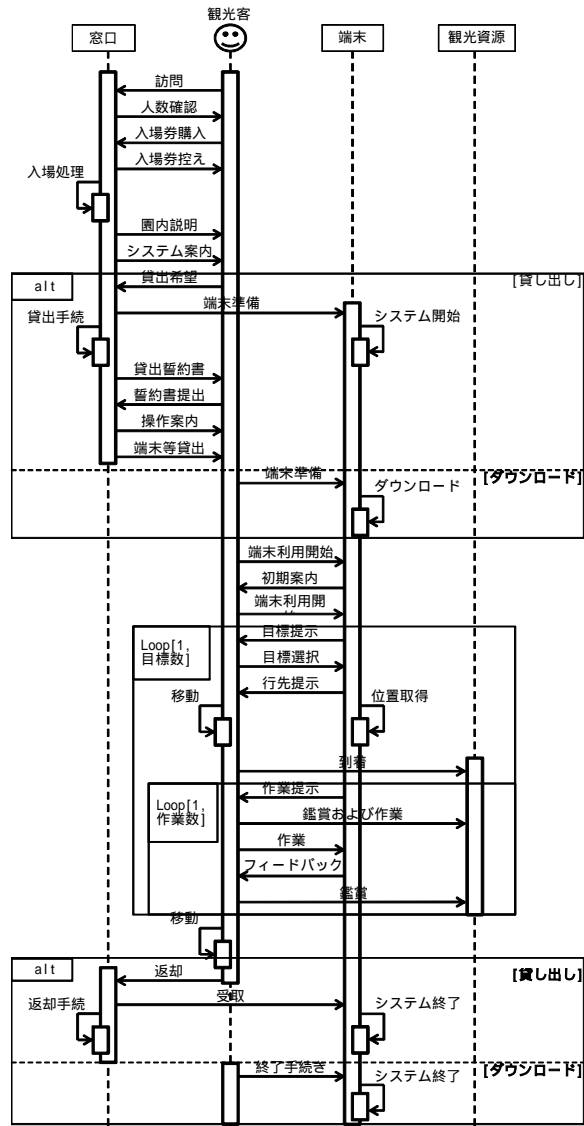 観光客
窓口
端末
観光資源
訪問
人数確認
入場券購入
入場券控え
入場処理
園内説明
システム案内
alt
[貸し出し]
貸出希望
端末準備
貸出手続
システム開始
貸出誓約書
誓約書提出
操作案内
端末等貸出
[ダウンロード]
端末準備
ダウンロード
端末利用開始
初期案内
端末利用開
Loop[1,
目標数]
目標提示
目標選択
行先提示
移動
位置取得
到着
作業提示
Loop[1,
作業数]
鑑賞および作業
作業
フィードバック
鑑賞
移動
alt
[貸し出し]
返却
受取
返却手続
システム終了
[ダウンロード]
終了手続き
システム終了